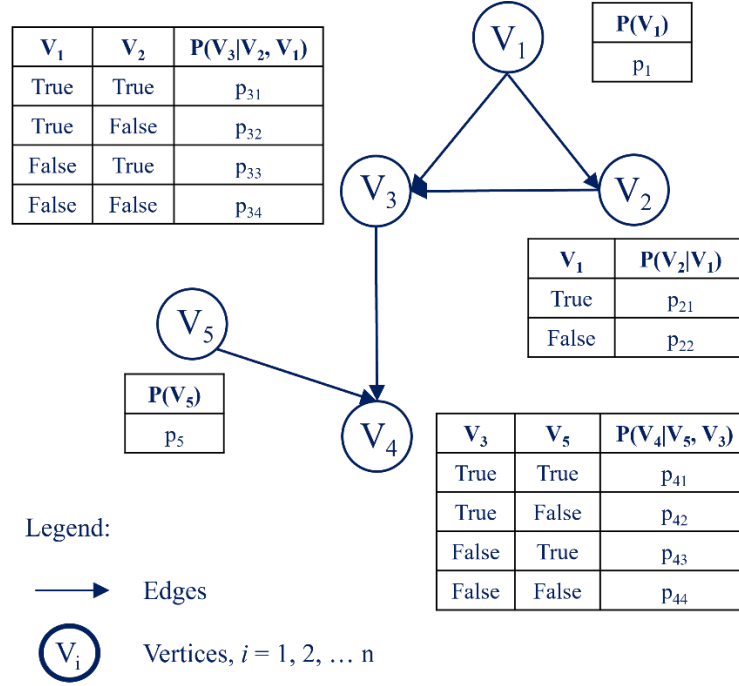 V1 V2 P(V3|V2, V1)
True True p31
True False p32
False True p33
False False p34
V1
P(V1)
p1
V3
V2
V1 P(V2|V1)
True p21
False p22
V5
P(V5)
p5
V4
V3 V5 P(V4|V5, V3)
True True p41
True False p42
False True p43
False False p44
Legend:
Edges
Vi Vertices, i = 1, 2, … n